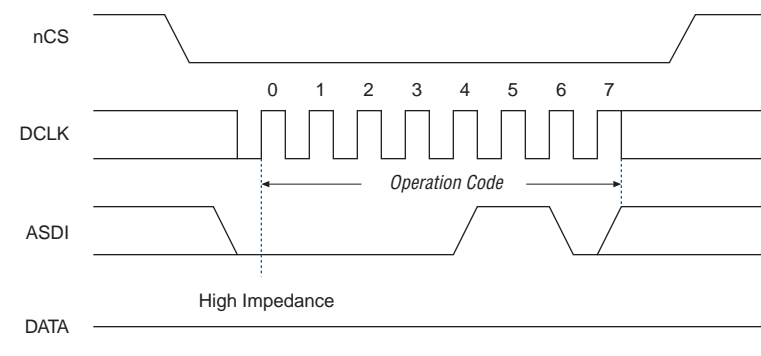 nCS
0 1 2 3 4 5 6 7
DCLK
Operation Code
ASDI
High Impedance
DATA